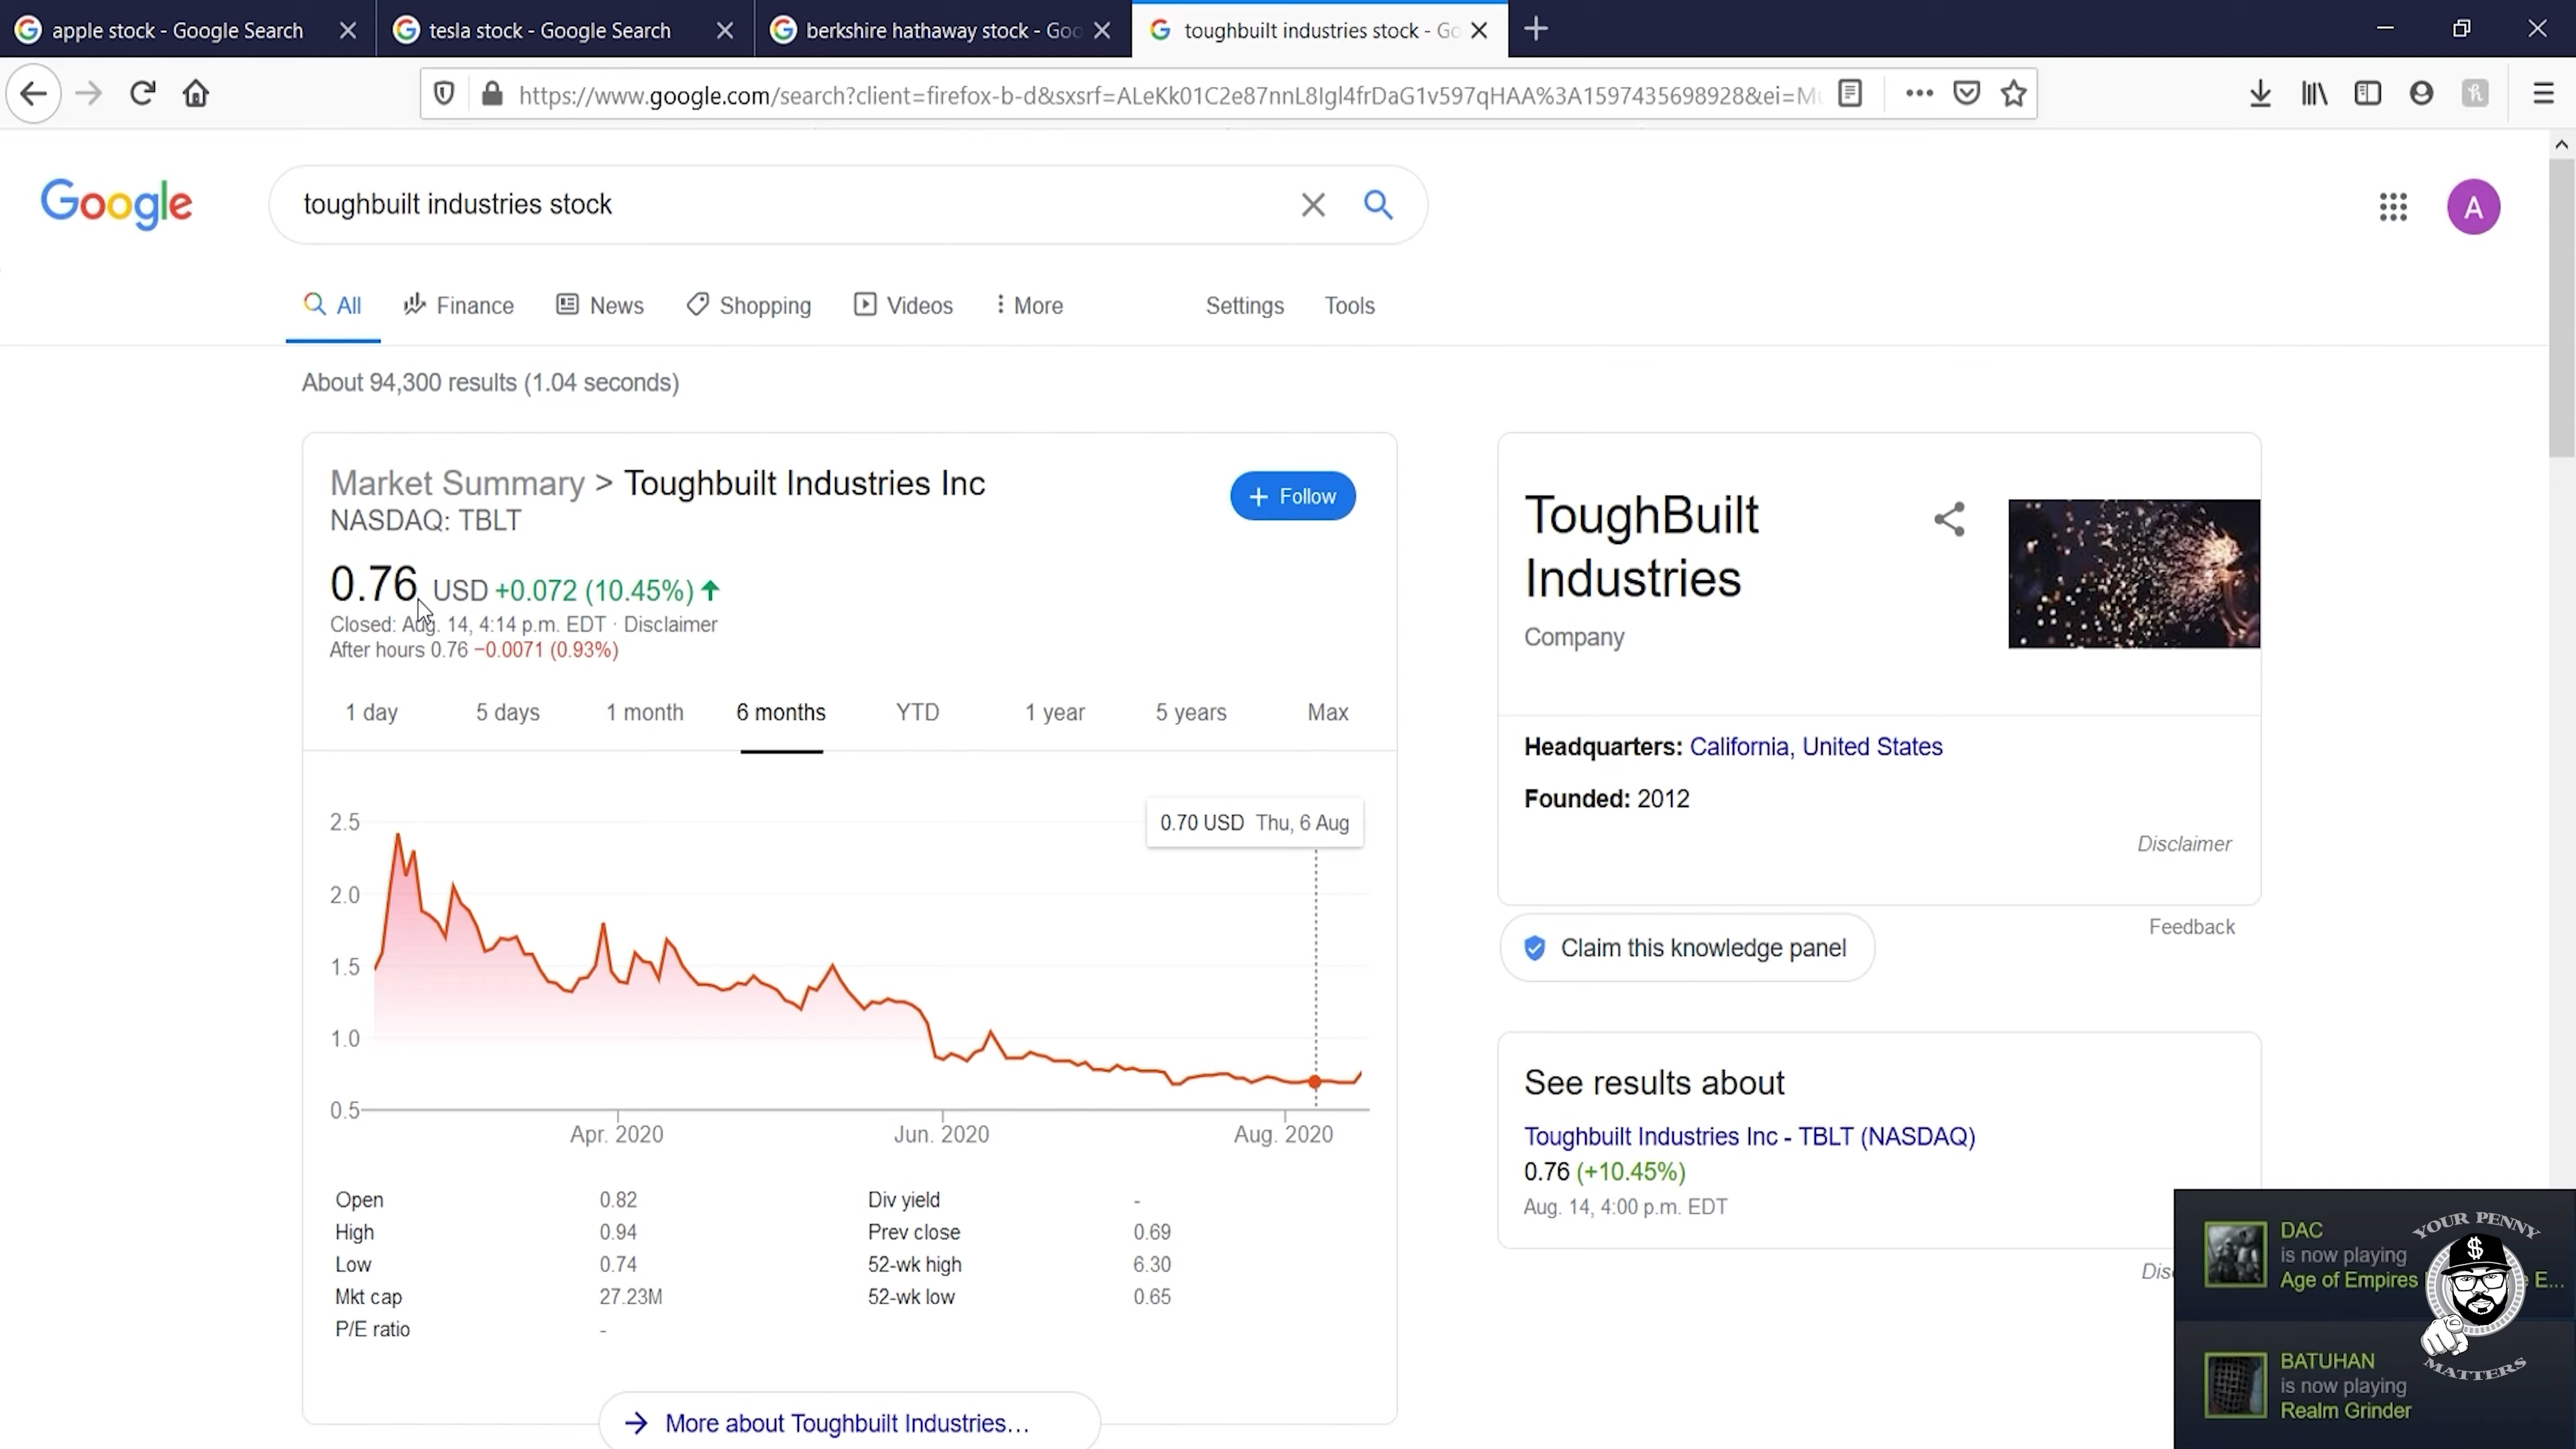 apple stock - Google Search
tesla stock - Google Search
berkshire hathaway stock - Goo
toughbuilt industries stock - Go
https://www.google.com/search?client=firefox-b-d&sxsrf=ALeKk01C2e87nnL8Igl4frDaG1v597qHAA%3A1597435698928&ei=M
Google
toughbuilt industries stock
A
All
Finance
News
Shopping
Videos
More
Settings
Tools
About 94,300 results (1.04 seconds)
Market Summary > Toughbuilt Industries Inc
NASDAQ: TBLT
+ Follow
0.76 USD +0.072 (10.45%)
Closed: Aug. 14, 4:14 p.m. EDT · Disclaimer
After hours 0.76 −0.0071 (0.93%)
1 day
5 days
1 month
6 months
YTD
1 year
5 years
Max
0.70 USD Thu, 6 Aug
2.5
2.0
1.5
1.0
0.5
Apr. 2020
Jun. 2020
Aug. 2020
Open 0.82
High 0.94
Low 0.74
Mkt cap 27.23M
P/E ratio -
Div yield -
Prev close 0.69
52-wk high 6.30
52-wk low 0.65
More about Toughbuilt Industries…
ToughBuilt
Industries
Company
Headquarters: California, United States
Founded: 2012
Disclaimer
Feedback
Claim this knowledge panel
See results about
Toughbuilt Industries Inc - TBLT (NASDAQ)
0.76 (+10.45%)
Aug. 14, 4:00 p.m. EDT
Dis
DAC
is now playing
Age of Empires E...
BATUHAN
is now playing
Realm Grinder
YOUR PENNY
$
MATTERS